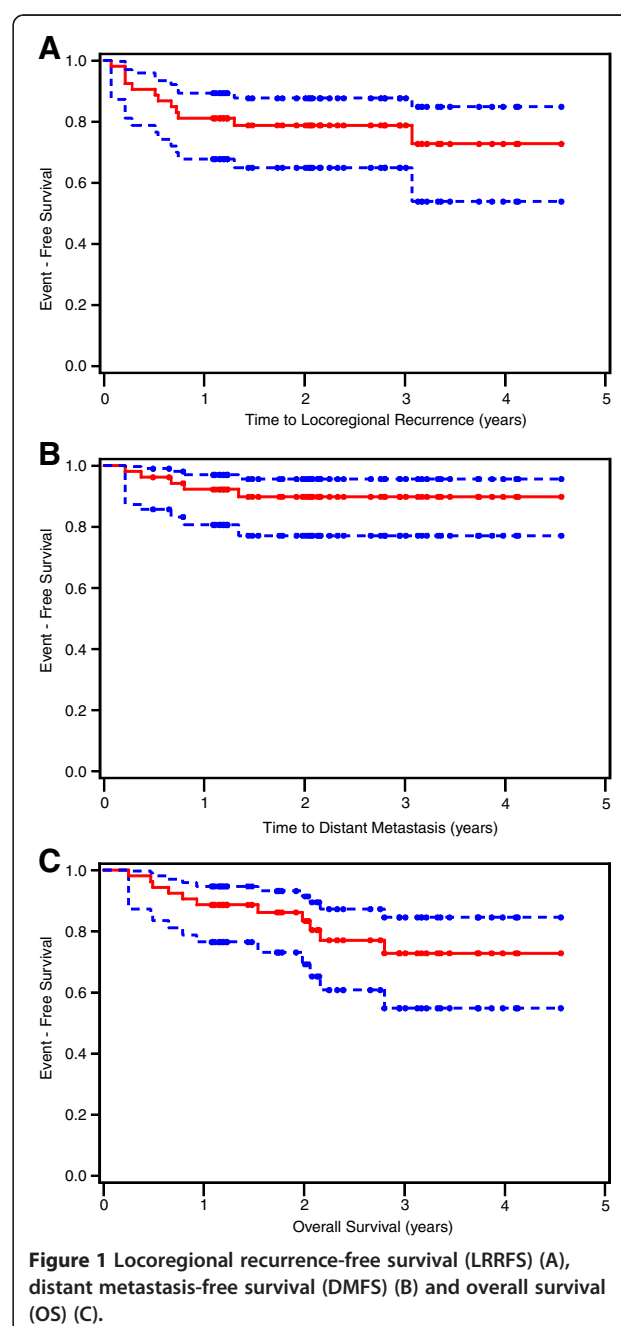 A
1.0
0.8
0.6
0.4
0.2
0.0
Event - Free Survival
0 1 2 3 4 5
Time to Locoregional Recurrence (years)
B
1.0
0.8
0.6
0.4
0.2
0.0
Event - Free Survival
0 1 2 3 4 5
Time to Distant Metastasis (years)
C
1.0
0.8
0.6
0.4
0.2
0.0
Event - Free Survival
0 1 2 3 4 5
Overall Survival (years)
Figure 1 Locoregional recurrence-free survival (LRRFS) (A),
distant metastasis-free survival (DMFS) (B) and overall survival
(OS) (C).